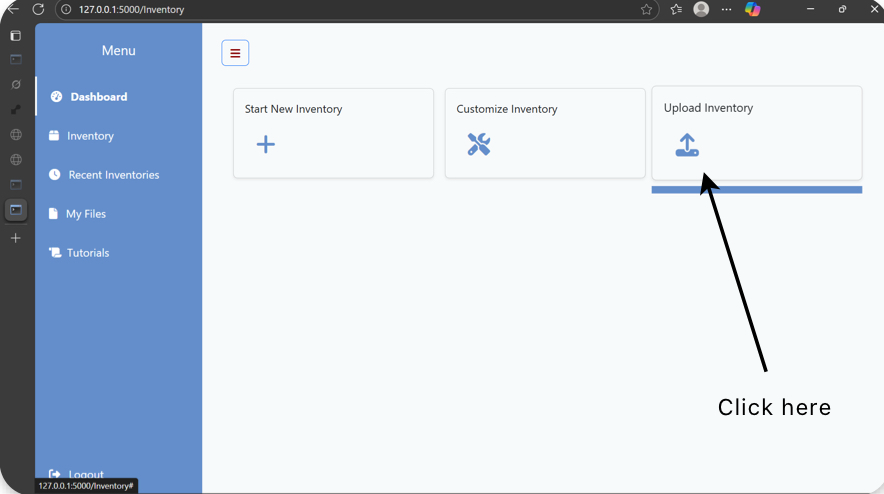 127.0.0.1:5000/Inventory
Menu
Dashboard
Inventory
Recent Inventories
My Files
Tutorials
Logout
Start New Inventory
Customize Inventory
Upload Inventory
Click here
127.0.0.1:5000/Inventory#